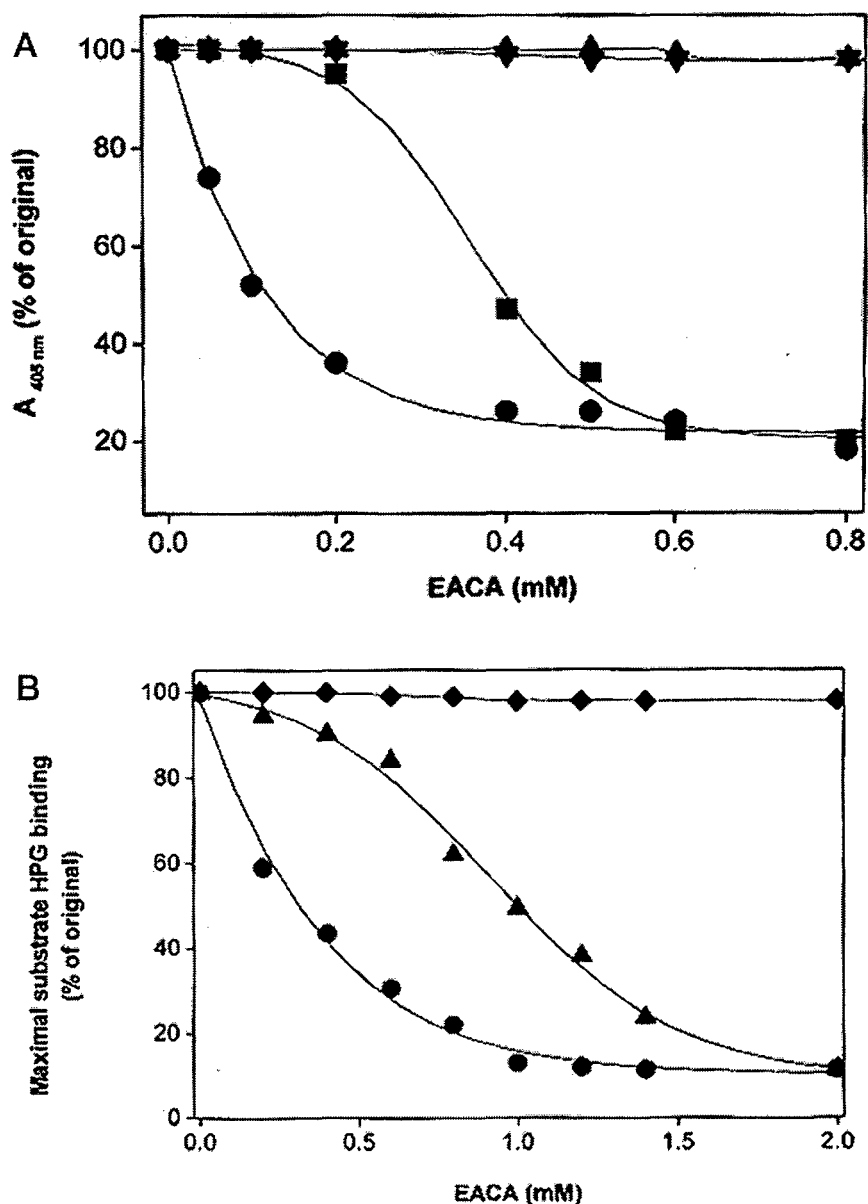 A
A 405 nm (% of original)
100
80
60
40
20
0.0 0.2 0.4 0.6 0.8
EACA (mM)
B
Maximal substrate HPG binding
(% of original)
100
80
60
40
20
0
0.0 0.5 1.0 1.5 2.0
EACA (mM)